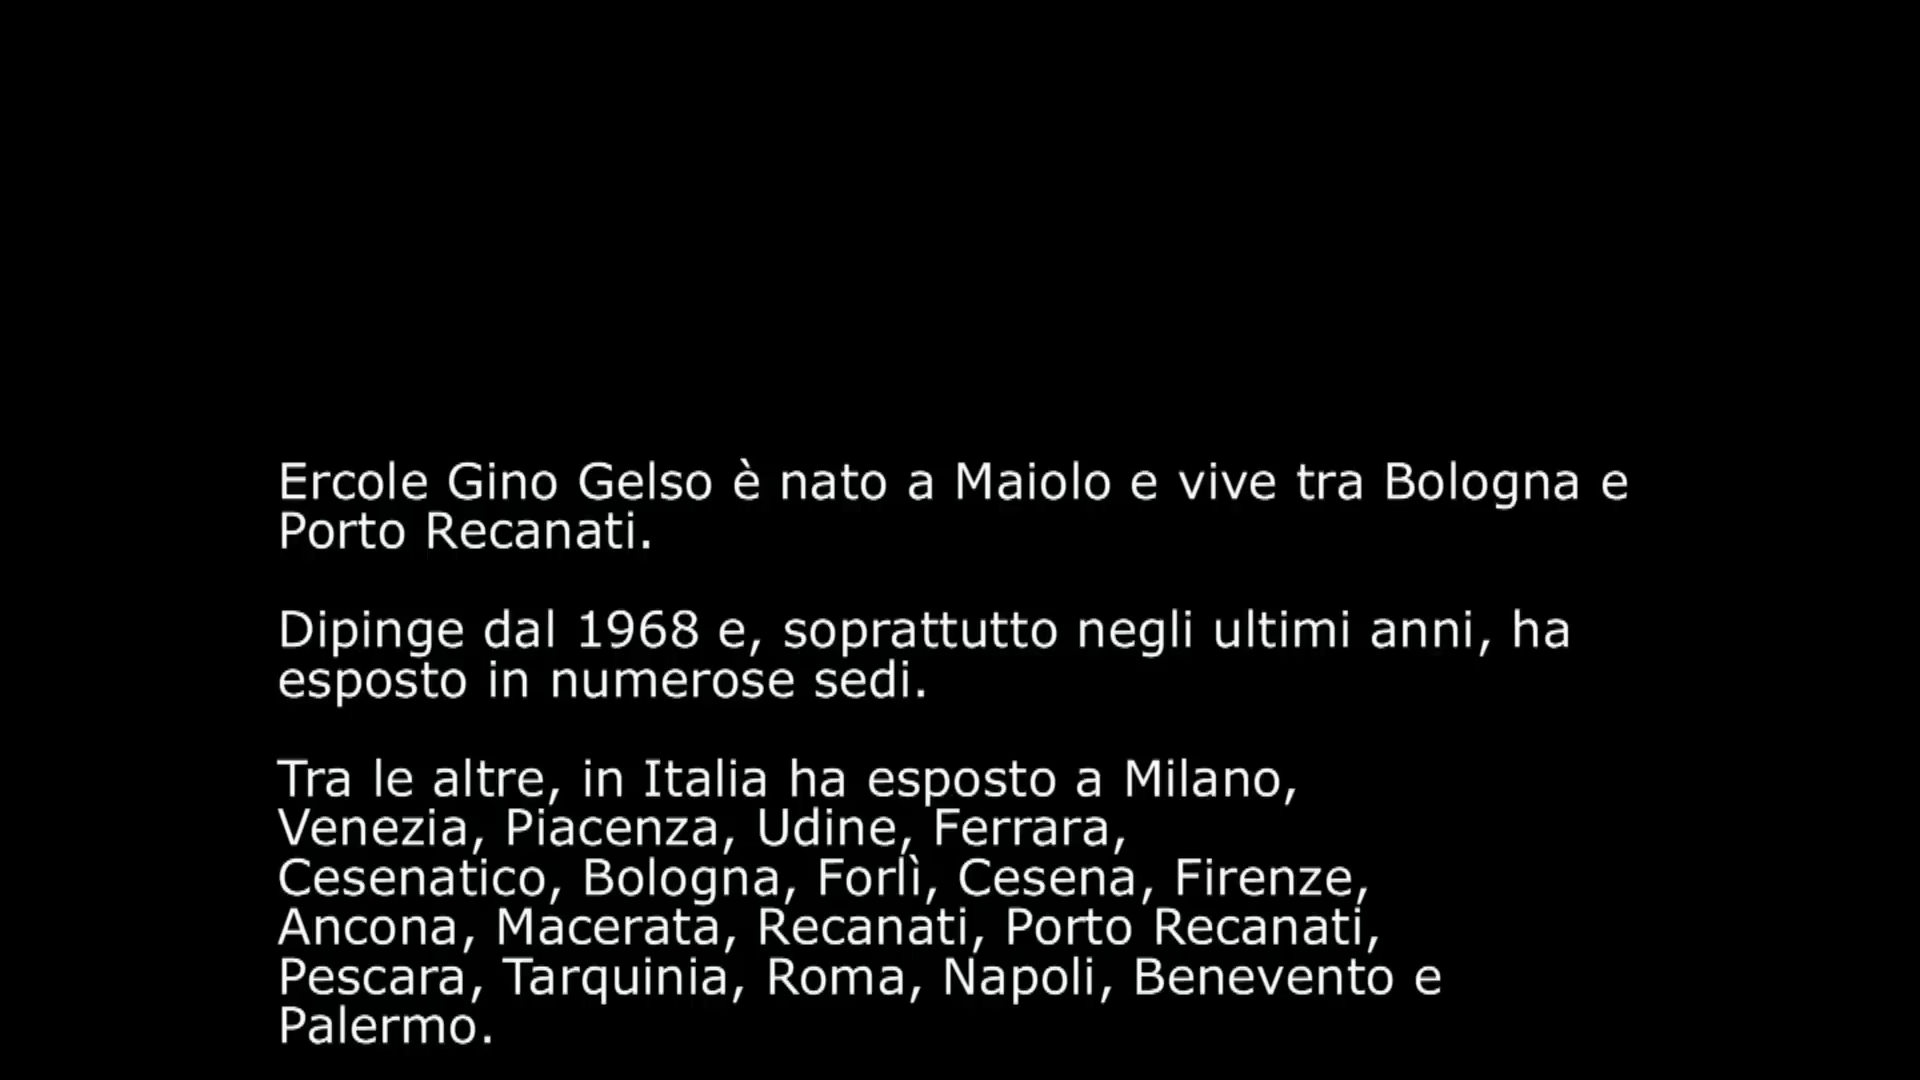 Ercole Gino Gelso è nato a Maiolo e vive tra Bologna e
Porto Recanati.
Dipinge dal 1968 e, soprattutto negli ultimi anni, ha
esposto in numerose sedi.
Tra le altre, in Italia ha esposto a Milano,
Venezia, Piacenza, Udine, Ferrara,
Cesenatico, Bologna, Forlì, Cesena, Firenze,
Ancona, Macerata, Recanati, Porto Recanati,
Pescara, Tarquinia, Roma, Napoli, Benevento e
Palermo.